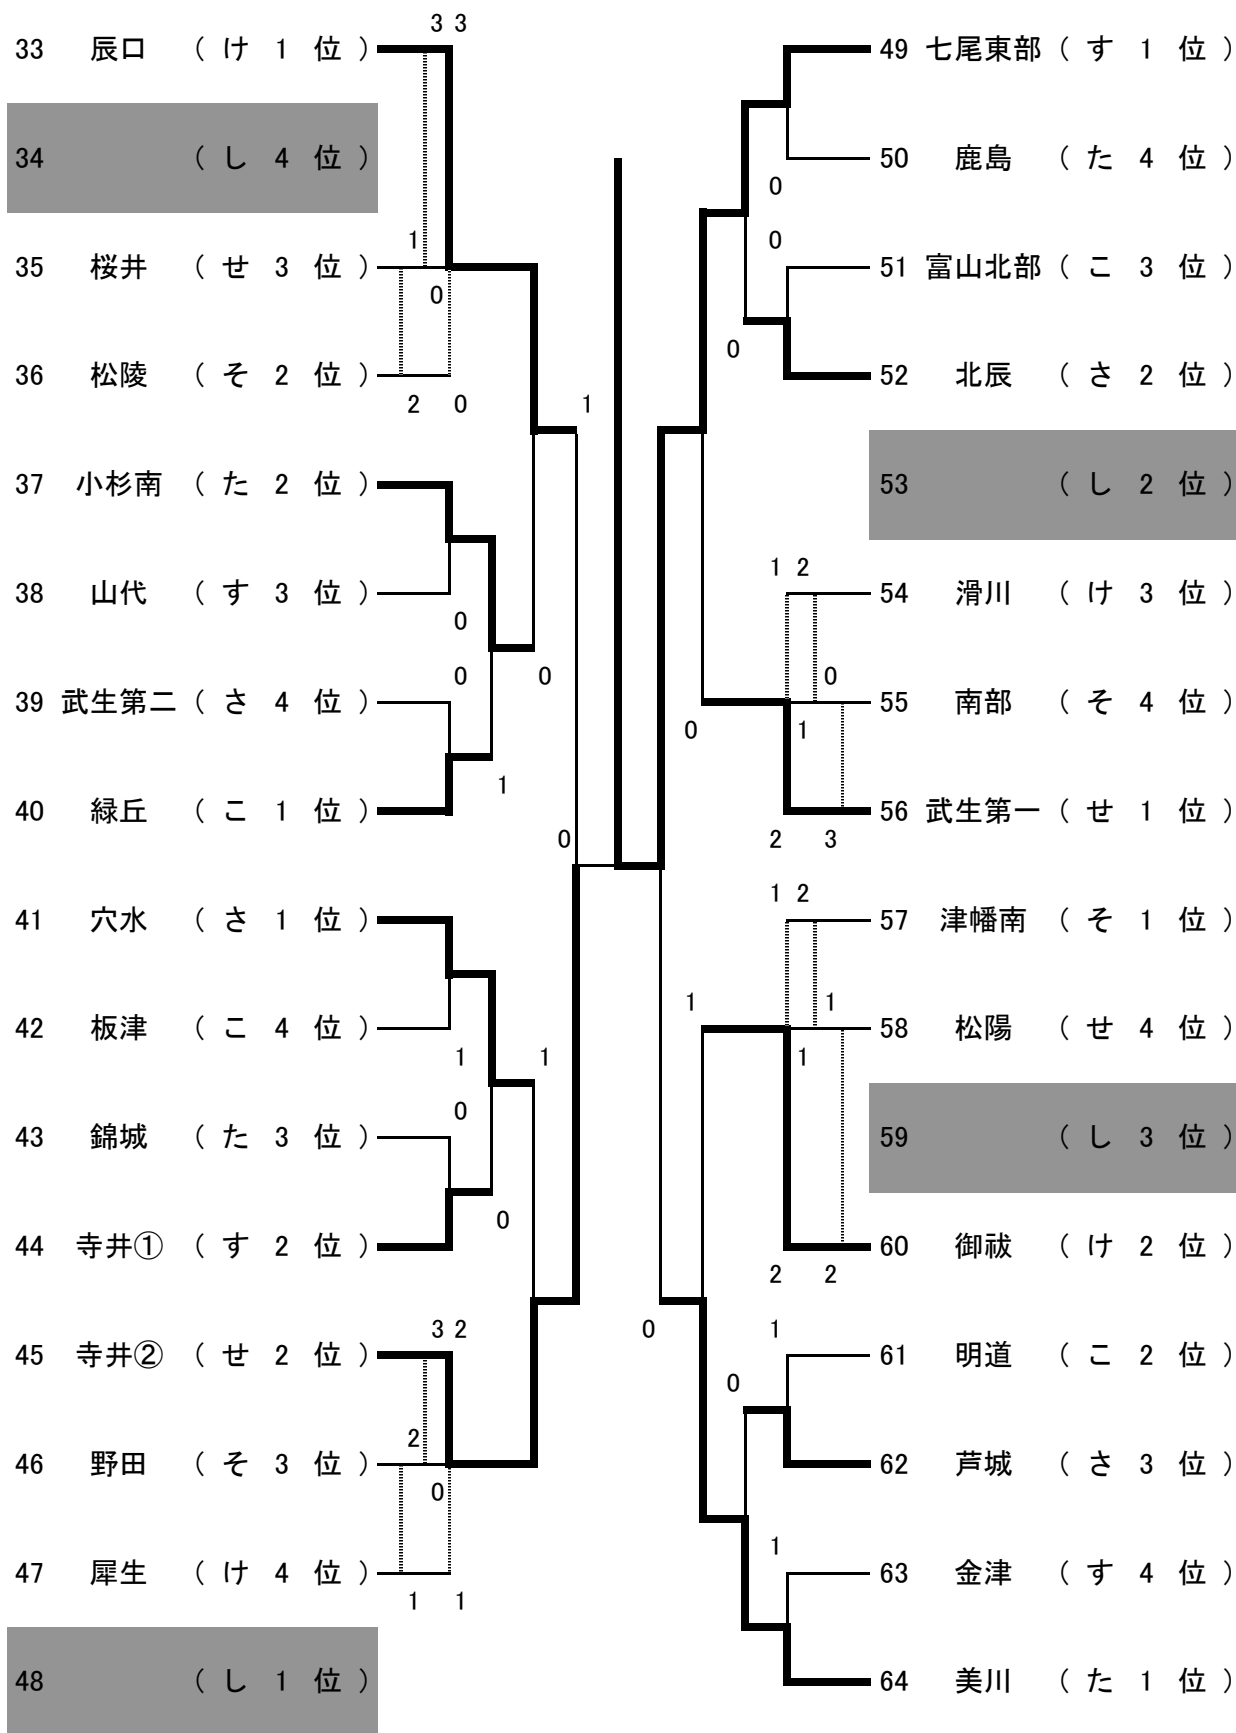 3 3
33 辰口 ( け 1 位 )
34 ( し 4 位 )
1
35 桜井 ( せ 3 位 )
0
36 松陵 ( そ 2 位 )
2 0
1
37 小杉南 ( た 2 位 )
38 山代 ( す 3 位 )
0
0
0
39 武生第二 ( さ 4 位 )
1
40 緑丘 ( こ 1 位 )
0
41 穴水 ( さ 1 位 )
42 板津 ( こ 4 位 )
1
1
0
43 錦城 ( た 3 位 )
0
44 寺井① ( す 2 位 )
3 2
45 寺井② ( せ 2 位 )
2
46 野田 ( そ 3 位 )
0
47 犀生 ( け 4 位 )
1 1
48 ( し 1 位 )
49 七尾東部 ( す 1 位 )
50 鹿島 ( た 4 位 )
0
0
51 富山北部 ( こ 3 位 )
0
52 北辰 ( さ 2 位 )
53 ( し 2 位 )
1 2
54 滑川 ( け 3 位 )
0
55 南部 ( そ 4 位 )
0 1
56 武生第一 ( せ 1 位 )
2 3
1 2
57 津幡南 ( そ 1 位 )
1 1
58 松陽 ( せ 4 位 )
1
59 ( し 3 位 )
60 御祓 ( け 2 位 )
2 2
0 1
61 明道 ( こ 2 位 )
0
62 芦城 ( さ 3 位 )
1
63 金津 ( す 4 位 )
64 美川 ( た 1 位 )